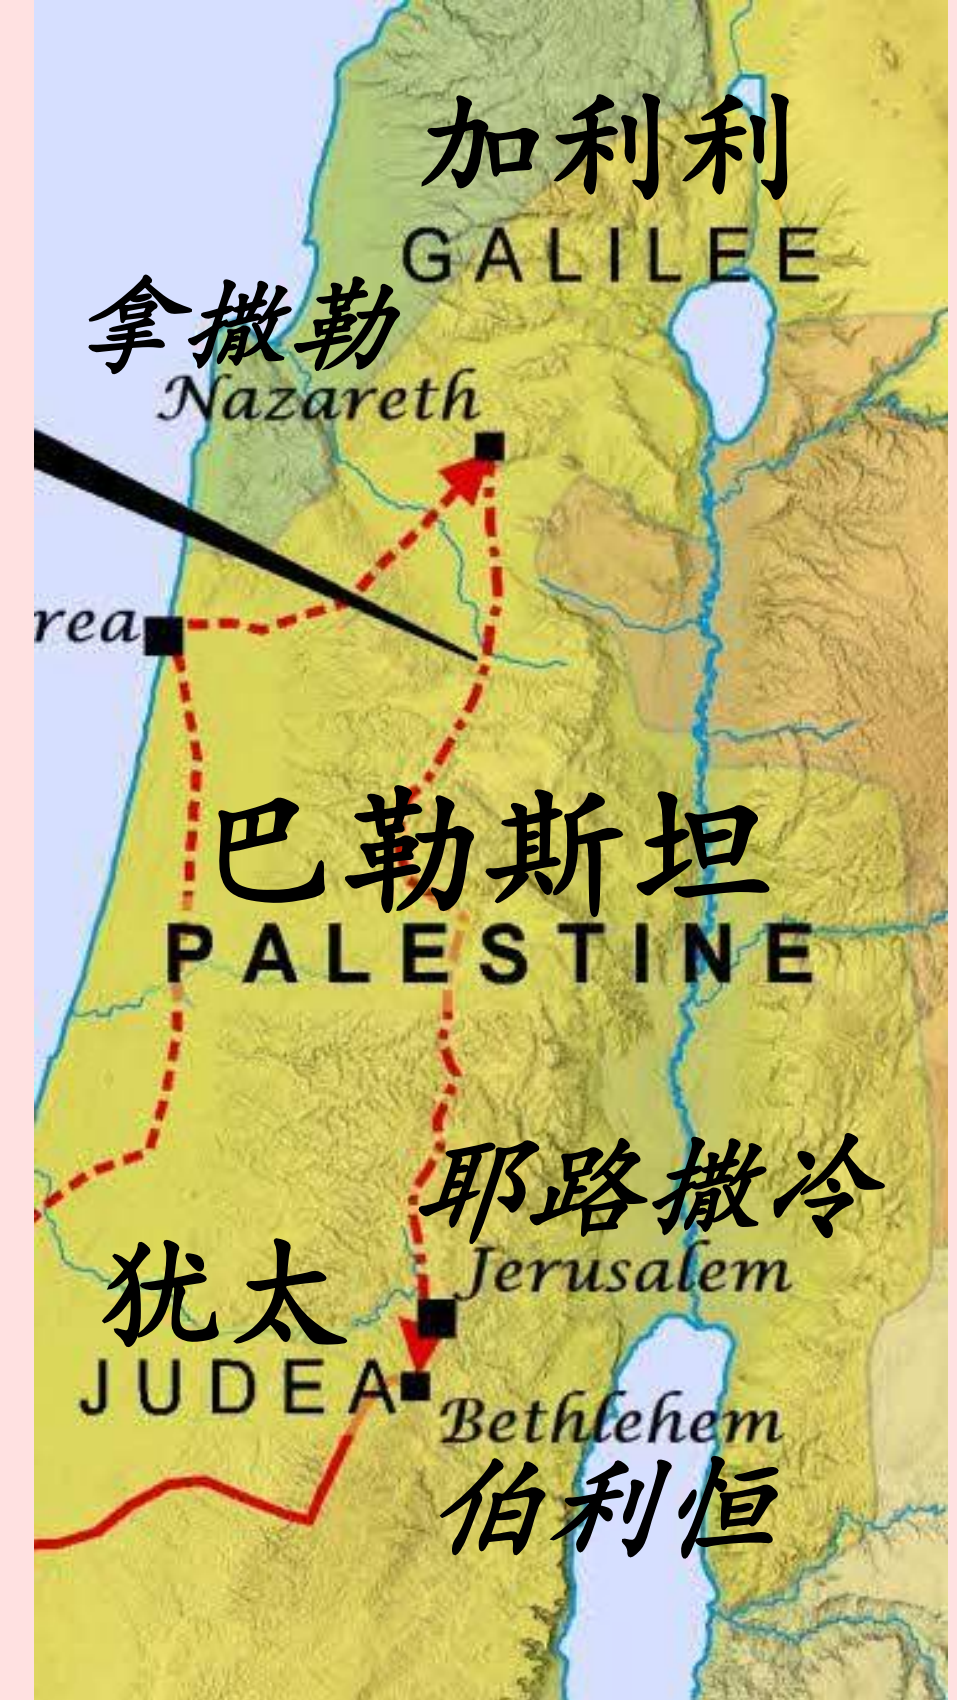 加利利
GALILEE
拿撒勒
Nazareth
rea
巴勒斯坦
PALESTINE
耶路撒冷
Jerusalem
犹太
JUDEA
Bethlehem
伯利恒